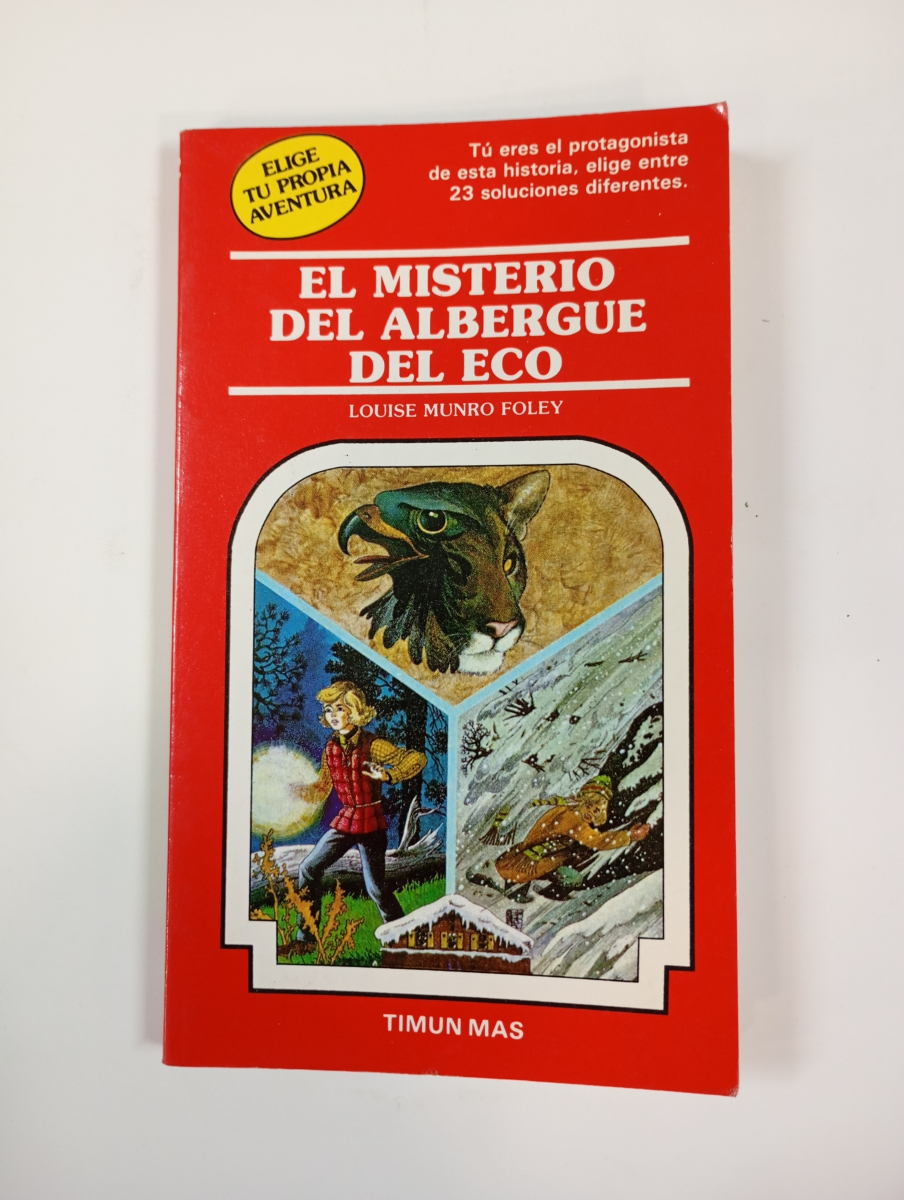 ELIGE
TU PROPIA
AVENTURA
Tú eres el protagonista
de esta historia, elige entre
23 soluciones diferentes.
EL MISTERIO
DEL ALBERGUE
DEL ECO
LOUISE MUNRO FOLEY
TIMUN MAS